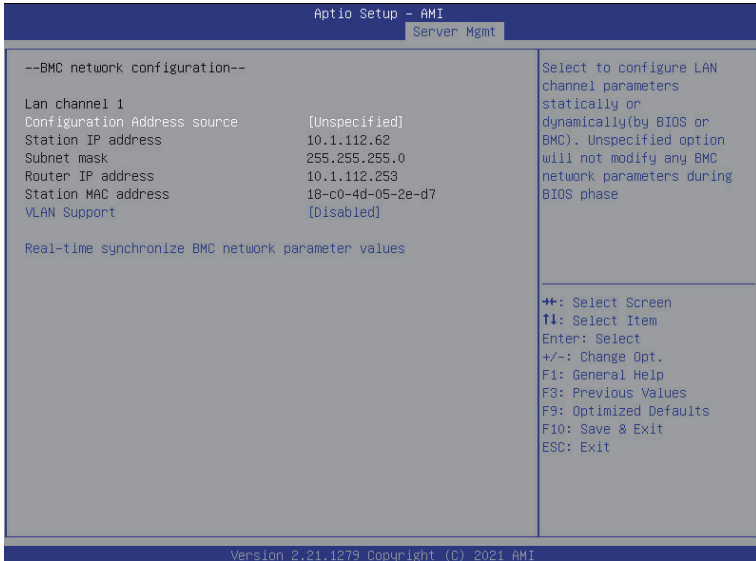 Aptio Setup – AMI
Server Mgmt
--BMC network configuration--
Lan channel 1
Configuration Address source [Unspecified]
Station IP address 10.1.112.62
Subnet mask 255.255.255.0
Router IP address 10.1.112.253
Station MAC address 18-c0-4d-05-2e-d7
VLAN Support [Disabled]
Real-time synchronize BMC network parameter values
Select to configure LAN
channel parameters
statically or
dynamically(by BIOS or
BMC). Unspecified option
will not modify any BMC
network parameters during
BIOS phase
→←: Select Screen
↑↓: Select Item
Enter: Select
+/-: Change Opt.
F1: General Help
F3: Previous Values
F9: Optimized Defaults
F10: Save & Exit
ESC: Exit
Version 2.21.1279 Copyright (C) 2021 AMI